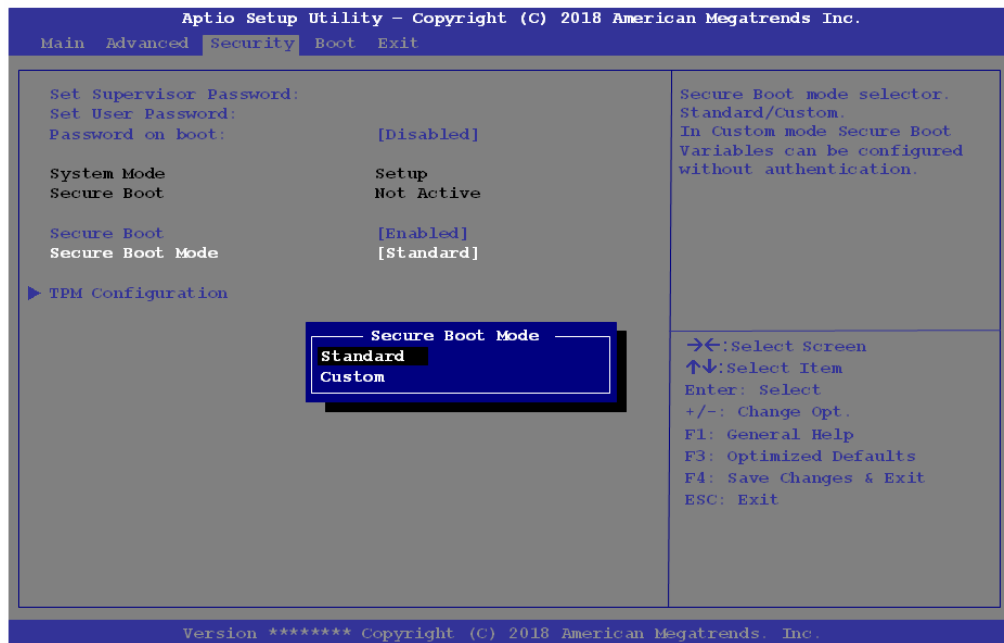 Aptio Setup Utility – Copyright (C) 2018 American Megatrends Inc.
Main Advanced Security Boot Exit
Set Supervisor Password:
Set User Password:
Password on boot: [Disabled]
System Mode Setup
Secure Boot Not Active
Secure Boot [Enabled]
Secure Boot Mode [Standard]
▶ TPM Configuration
Secure Boot Mode
Standard
Custom
Secure Boot mode selector.
Standard/Custom.
In Custom mode Secure Boot
Variables can be configured
without authentication.
→←:Select Screen
↑↓:Select Item
Enter: Select
+/-: Change Opt.
F1: General Help
F3: Optimized Defaults
F4: Save Changes & Exit
ESC: Exit
Version ******** Copyright (C) 2018 American Megatrends. Inc.